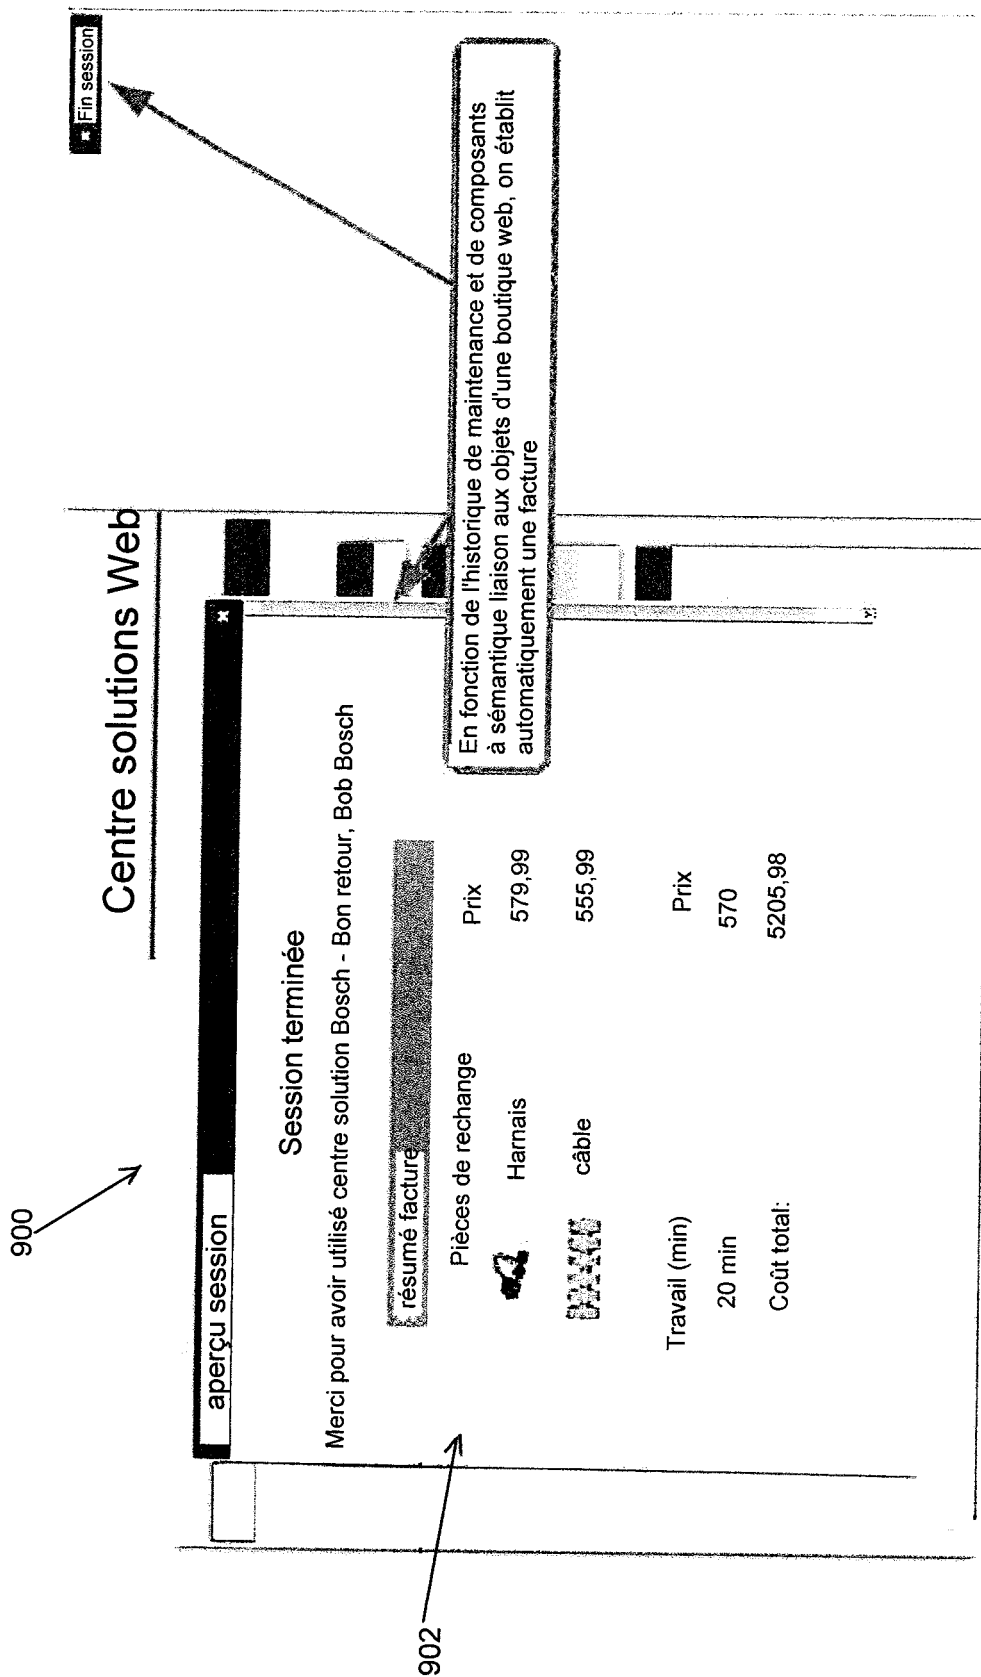 900
Centre solutions Web
Fin session
aperçu session
Session terminée
Merci pour avoir utilisé centre solution Bosch - Bon retour, Bob Bosch
résumé facture
Pièces de rechange Prix
Harnais 579,99
câble 555,99
Travail (min) Prix
20 min 570
Coût total: 5205,98
En fonction de l'historique de maintenance et de composants
à sémantique liaison aux objets d'une boutique web, on établit
automatiquement une facture
902